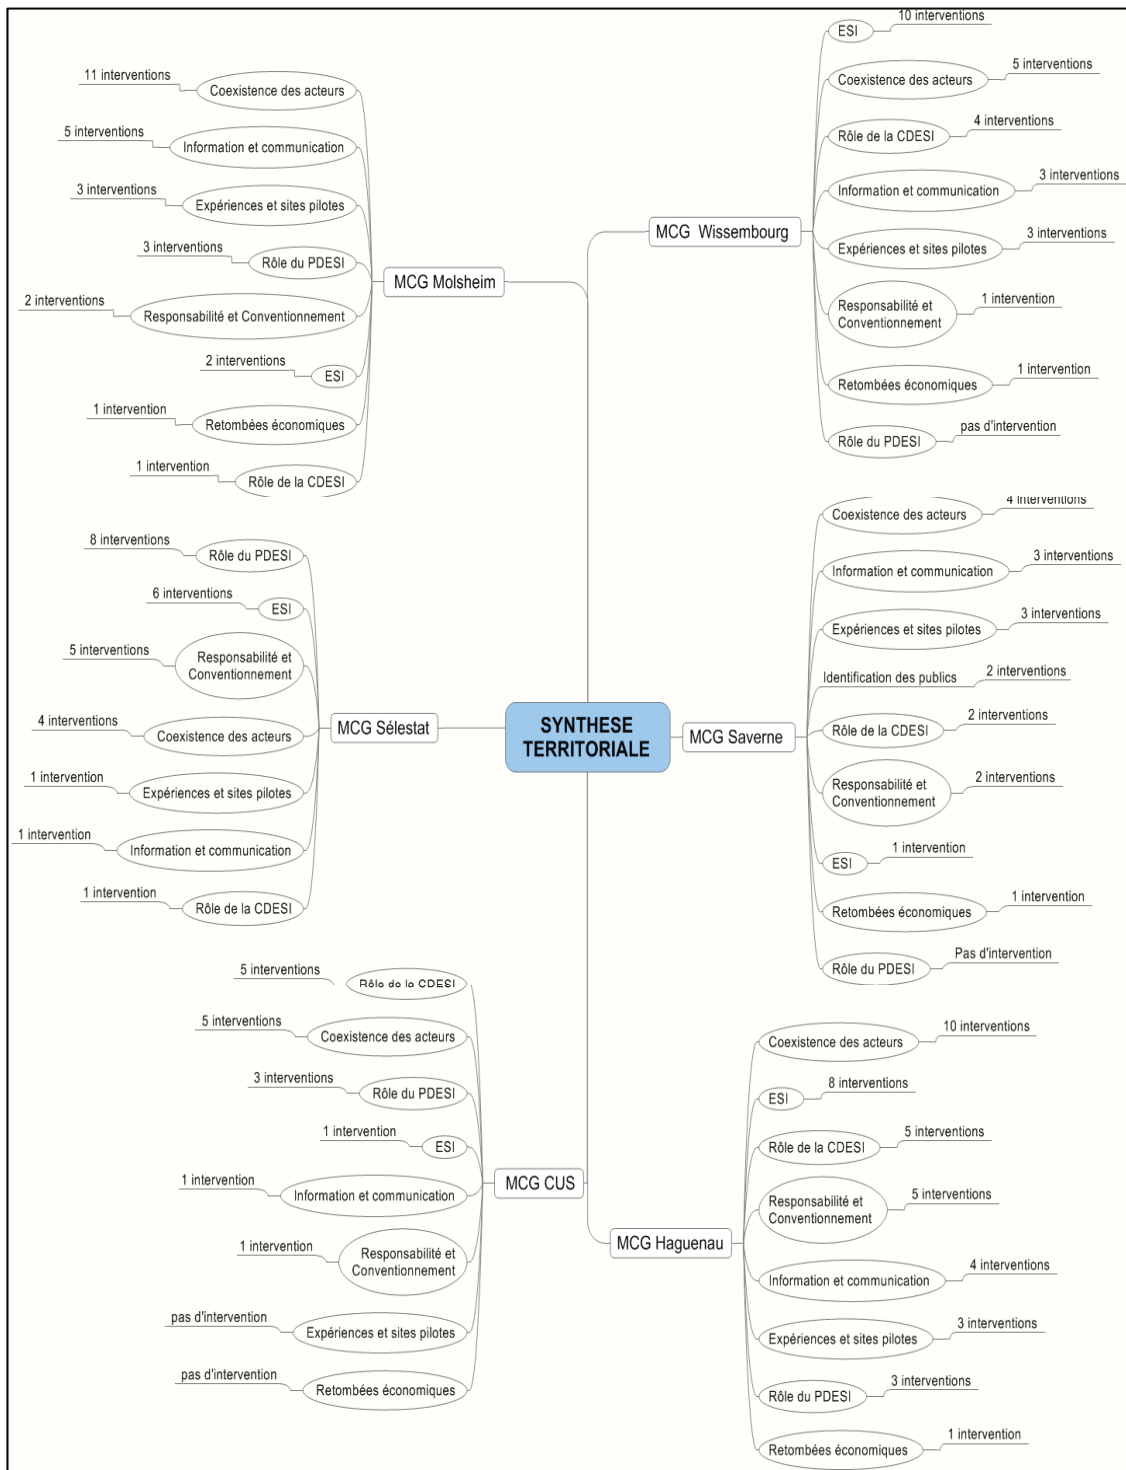 SYNTHESE
TERRITORIALE
MCG Molsheim
11 interventions
Coexistence des acteurs
5 interventions
Information et communication
3 interventions
Expériences et sites pilotes
3 interventions
Rôle du PDESI
2 interventions
Responsabilité et Conventionnement
2 interventions
ESI
1 intervention
Retombées économiques
1 intervention
Rôle de la CDESI
MCG Wissembourg
ESI
10 interventions
Coexistence des acteurs
5 interventions
Rôle de la CDESI
4 interventions
Information et communication
3 interventions
Expériences et sites pilotes
3 interventions
Responsabilité et
Conventionnement
1 intervention
Retombées économiques
1 intervention
Rôle du PDESI
pas d'intervention
MCG Sélestat
8 interventions
Rôle du PDESI
6 interventions
ESI
5 interventions
Responsabilité et
Conventionnement
4 interventions
Coexistence des acteurs
1 intervention
Expériences et sites pilotes
1 intervention
Information et communication
1 intervention
Rôle de la CDESI
MCG Saverne
Coexistence des acteurs
4 interventions
Information et communication
3 interventions
Expériences et sites pilotes
3 interventions
Identification des publics
2 interventions
Rôle de la CDESI
2 interventions
Responsabilité et
Conventionnement
2 interventions
ESI
1 intervention
Retombées économiques
1 intervention
Rôle du PDESI
Pas d'intervention
MCG CUS
5 interventions
Rôle de la CDESI
5 interventions
Coexistence des acteurs
3 interventions
Rôle du PDESI
1 intervention
ESI
1 intervention
Information et communication
1 intervention
Responsabilité et
Conventionnement
pas d'intervention
Expériences et sites pilotes
pas d'intervention
Retombées économiques
MCG Haguenau
Coexistence des acteurs
10 interventions
ESI
8 interventions
Rôle de la CDESI
5 interventions
Responsabilité et
Conventionnement
5 interventions
Information et communication
4 interventions
Expériences et sites pilotes
3 interventions
Rôle du PDESI
3 interventions
Retombées économiques
1 intervention